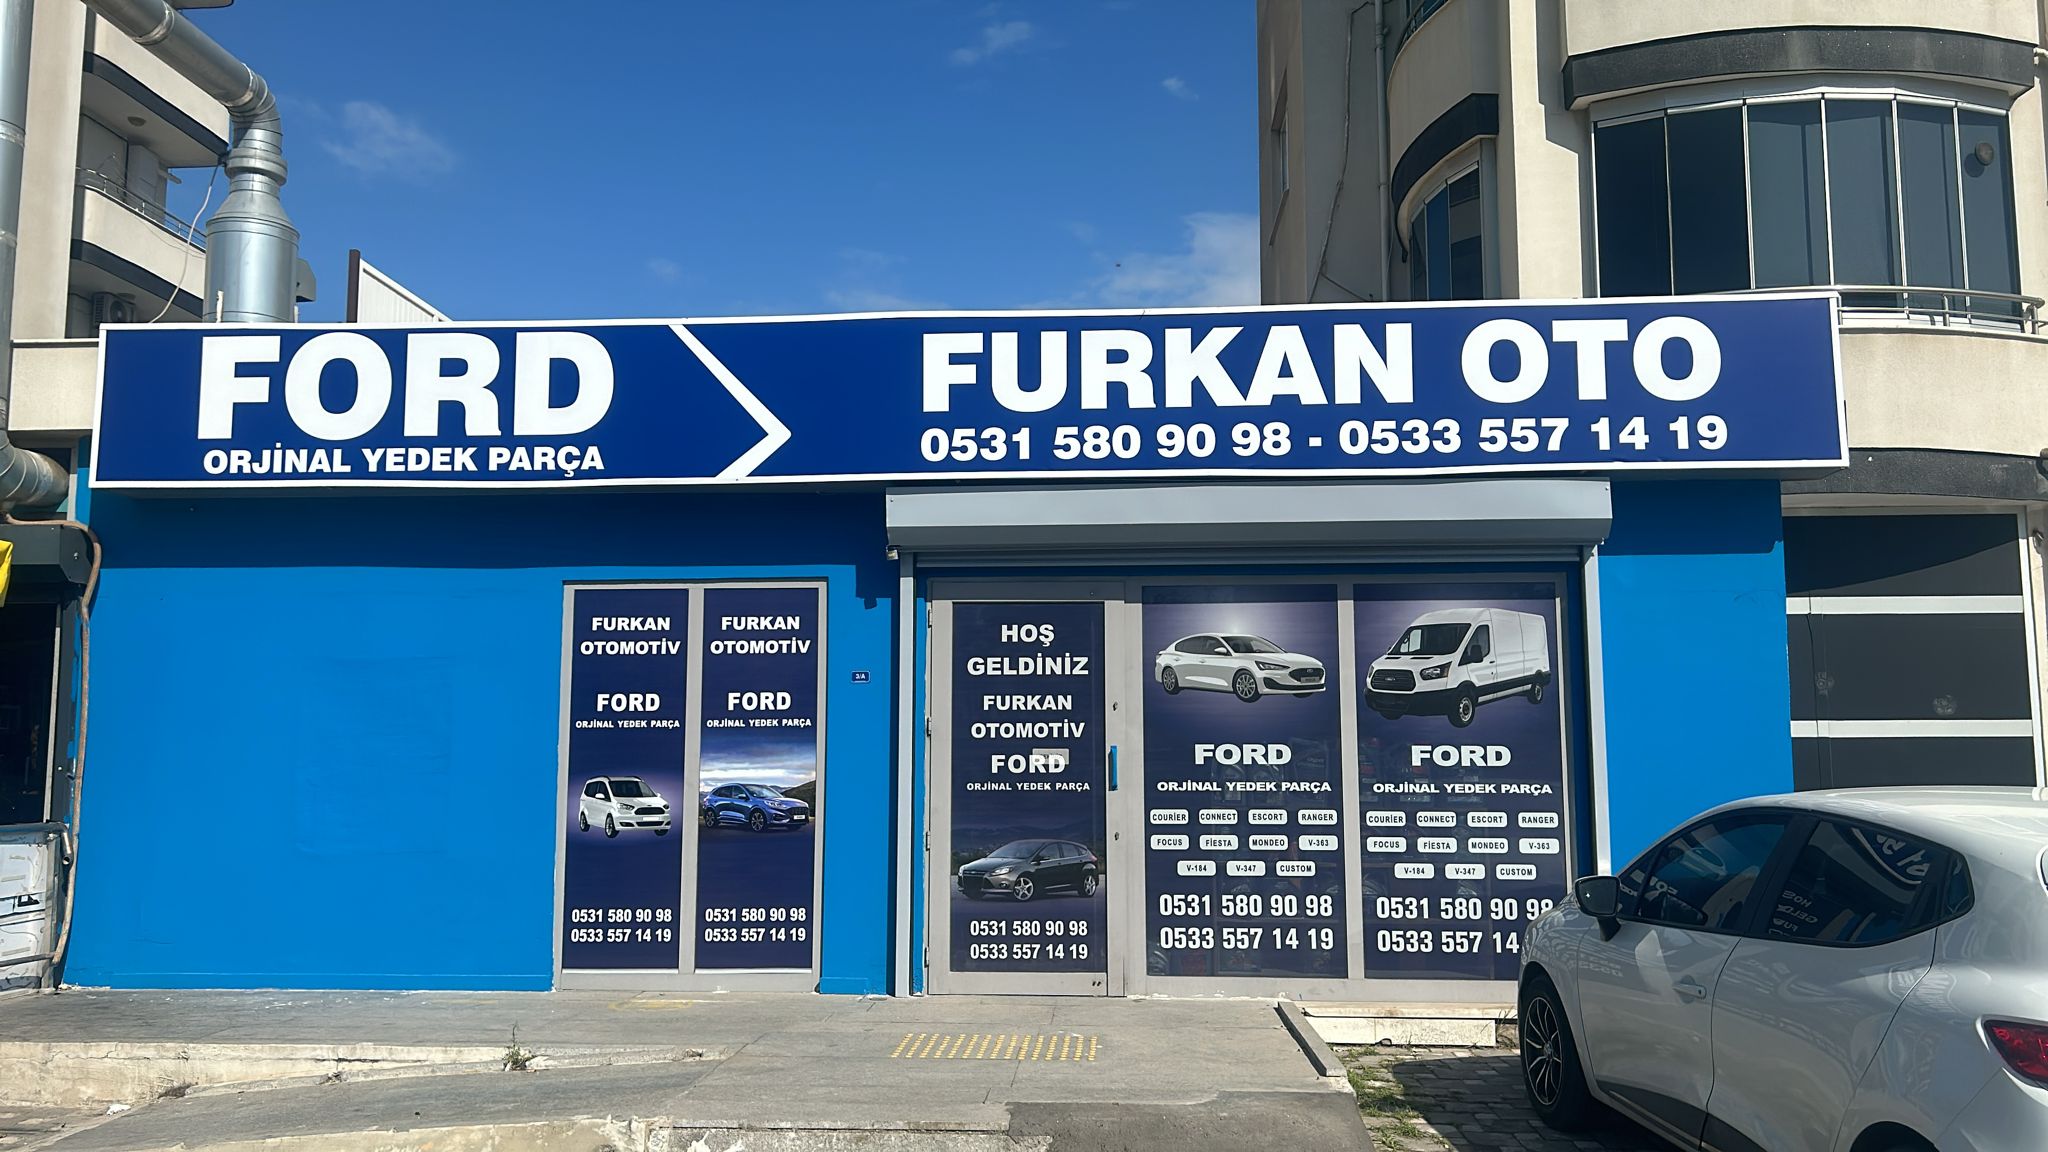 FORD
ORJİNAL YEDEK PARÇA
FURKAN OTO
0531 580 90 98 - 0533 557 14 19
FURKAN
OTOMOTİV
FORD
ORJİNAL YEDEK PARÇA
0531 580 90 98
0533 557 14 19
FURKAN
OTOMOTİV
FORD
ORJİNAL YEDEK PARÇA
0531 580 90 98
0533 557 14 19
3/A
HOŞ
GELDİNİZ
FURKAN
OTOMOTİV
FORD
ORJİNAL YEDEK PARÇA
0531 580 90 98
0533 557 14 19
FORD
ORJİNAL YEDEK PARÇA
COURİER CONNECT ESCORT RANGER
FOCUS FİESTA MONDEO V-363
V-184 V-347 CUSTOM
0531 580 90 98
0533 557 14 19
FORD
ORJİNAL YEDEK PARÇA
COURİER CONNECT ESCORT RANGER
FOCUS FİESTA MONDEO V-363
V-184 V-347 CUSTOM
0531 580 90 98
0533 557 14